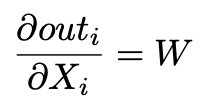 ∂out_i/∂X_i = W